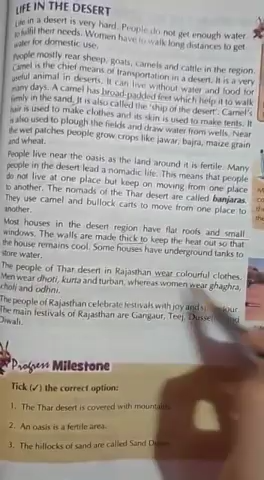 LIFE IN THE DESERT
Life in a desert is very hard. People do not get enough water
to fulfil their needs. Women have to walk long distances to get
water for domestic use.
People mostly rear sheep, goats, camels and cattle in the region.
Camel is the chief means of transportation in a desert. It is a very
useful animal in deserts. It can live without water and food for
many days. A camel has broad padded feet which help it to walk
firmly in the sand. It is also called the 'ship of the desert'. Camel's
hair is used to make clothes and its skin is used to make tents. It
is also used to plough the fields and draw water from wells. Near
the wet patches people grow crops like jawar, bajra, maize grain
and wheat.
People live near the oasis as the land around it is fertile. Many
people in the desert lead a nomadic life. This means that people
do not live at one place but keep on moving from one place
to another. The nomads of the Thar desert are called banjaras.
They use camel and bullock carts to move from one place to
another.
Most houses in the desert region have flat roofs and small
windows. The walls are made thick to keep the heat out so that
the house remains cool. Some houses have underground tanks to
store water.
The people of Thar desert in Rajasthan wear colourful clothes.
Men wear dhoti, kurta and turban, whereas women wear ghaghra,
choli and odhni.
The people of Rajasthan celebrate festivals with joy and
The main festivals of Rajasthan are Gangaur, Teej,
Diwali.
Progress Milestone
Tick (✓) the correct option:
1. The Thar desert is covered with
2. An oasis is a fertile area.
3. The hillocks of sand are called Sand